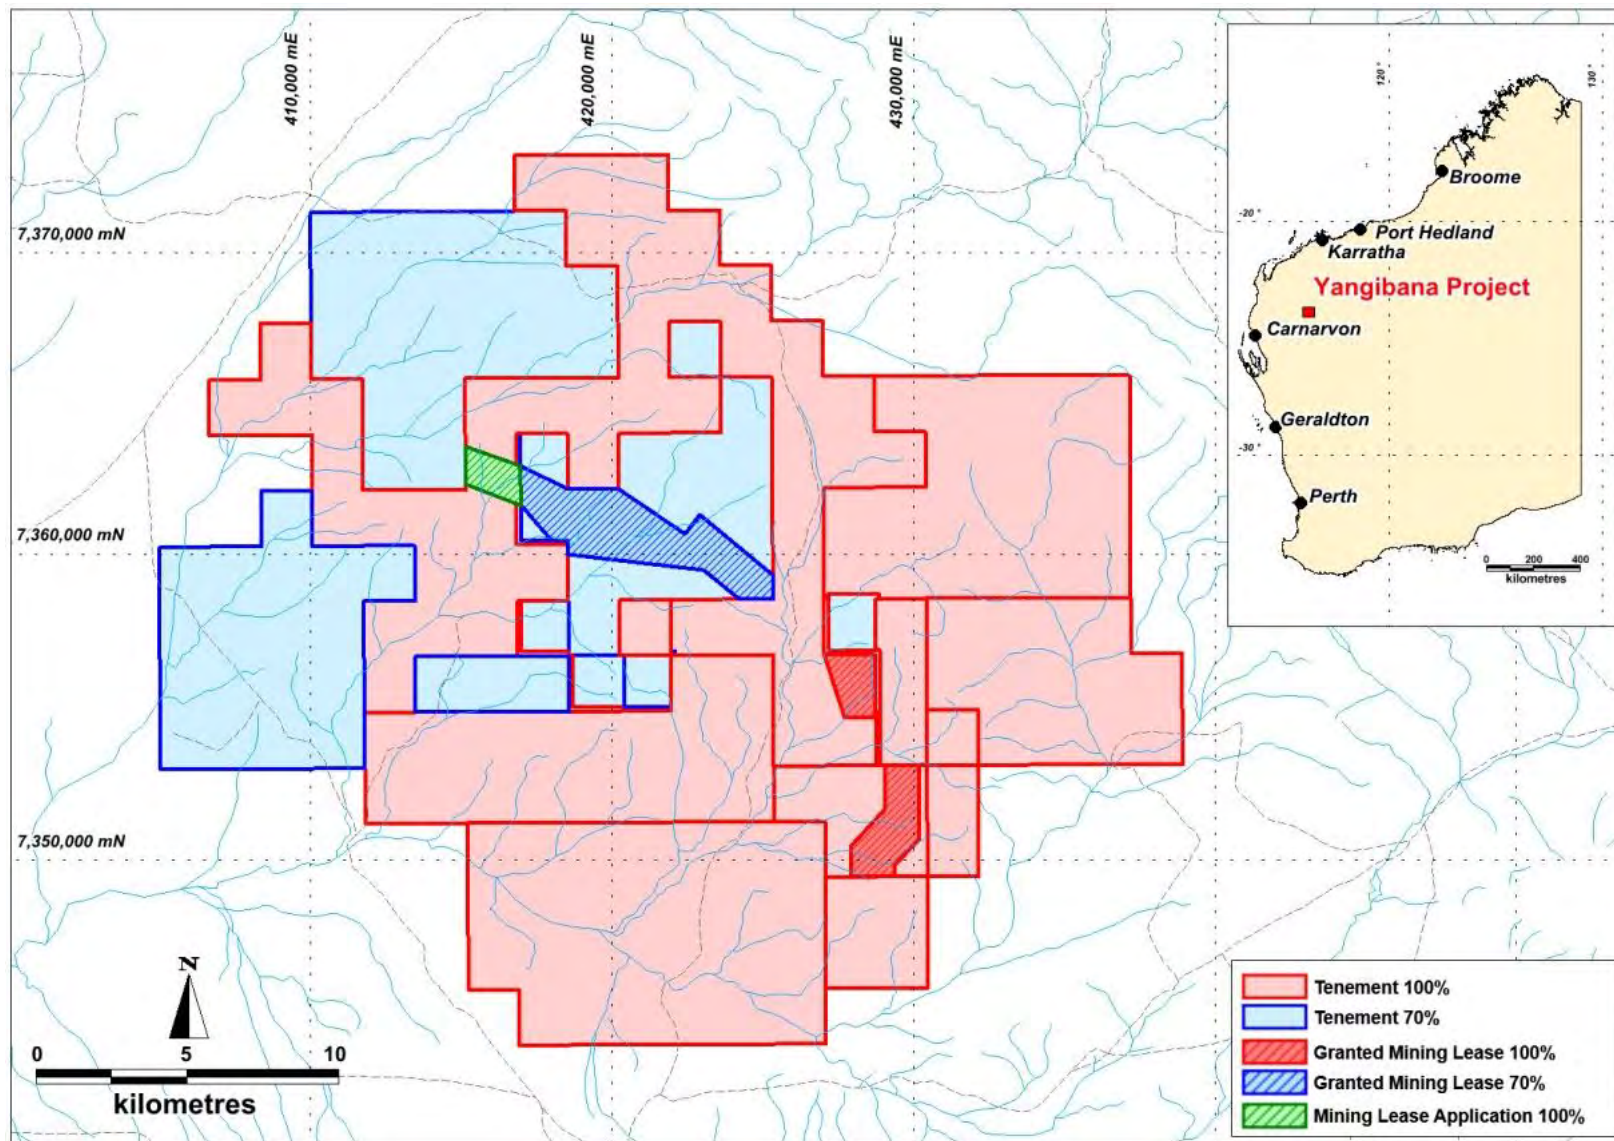 410,000 mE
420,000 mE
430,000 mE
7,370,000 mN
7,360,000 mN
7,350,000 mN
N
0 5 10
kilometres
120 °
130 °
-20 °
-30 °
Broome
Port Hedland
Karratha
Yangibana Project
Carnarvon
Geraldton
Perth
0 200 400
kilometres
Tenement 100%
Tenement 70%
Granted Mining Lease 100%
Granted Mining Lease 70%
Mining Lease Application 100%